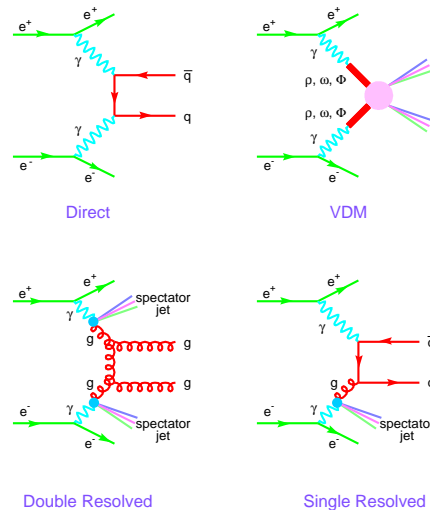 e+ e+
γ
q̅
q
γ
e- e-
Direct
e+ e+
γ
ρ, ω, Φ
ρ, ω, Φ
γ
e- e-
VDM
e+ e+
γ
spectator
jet
g g
g g
γ
spectator
jet
e- e-
Double Resolved
e+ e+
γ
g
γ
spectator
jet
e- e-
Single Resolved